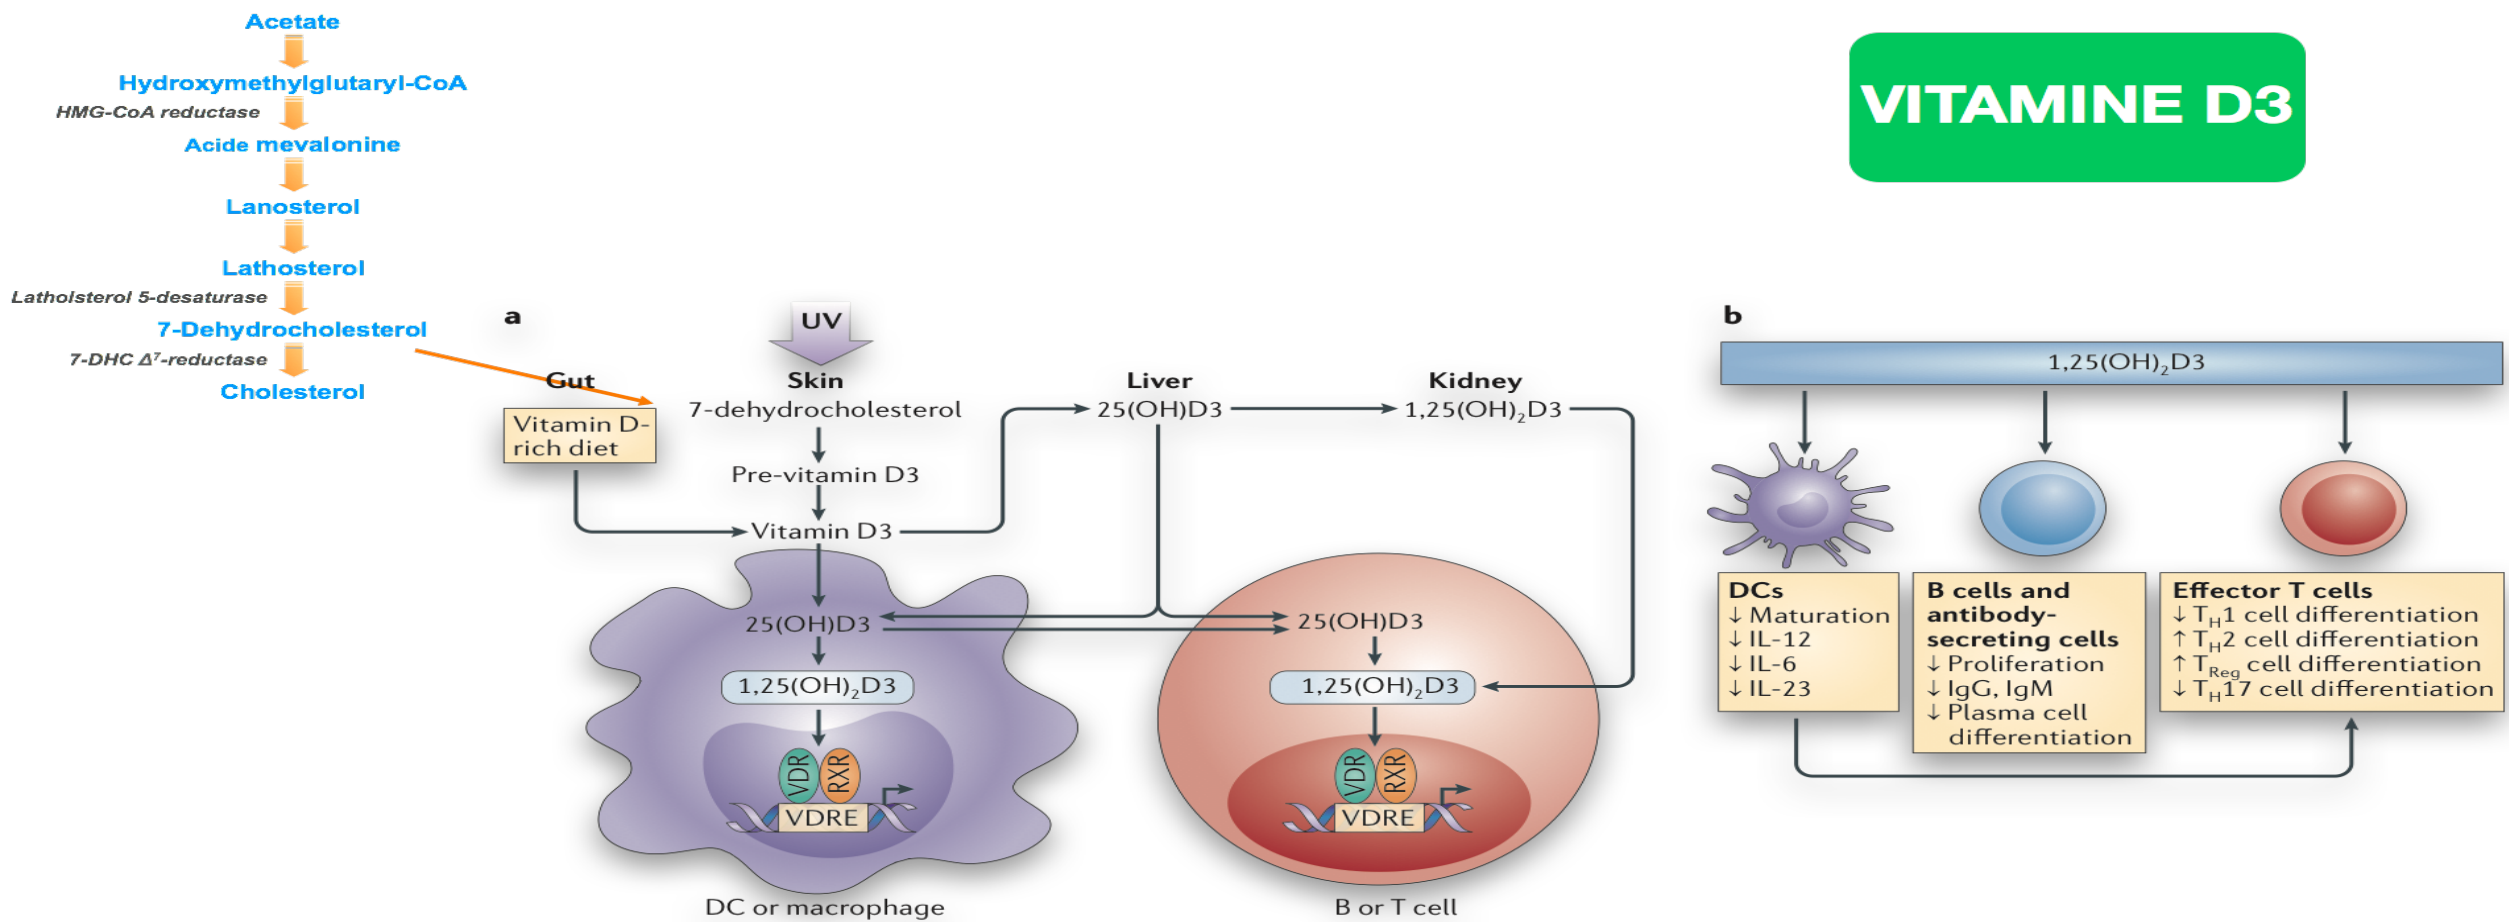 Acetate
Hydroxymethylglutaryl-CoA
HMG-CoA reductase
Acide mevalonine
Lanosterol
Lathosterol
Latholsterol 5-desaturase
7-Dehydrocholesterol
7-DHC Δ⁷-reductase
Cholesterol
VITAMINE D3
a
UV
Gut
Skin
Liver
Kidney
Vitamin D-
rich diet
7-dehydrocholesterol
25(OH)D3
1,25(OH)₂D3
Pre-vitamin D3
Vitamin D3
25(OH)D3
25(OH)D3
1,25(OH)₂D3
1,25(OH)₂D3
VDR
RXR
VDRE
VDR
RXR
VDRE
DC or macrophage
B or T cell
b
1,25(OH)₂D3
DCs
↓ Maturation
↓ IL-12
↓ IL-6
↓ IL-23
B cells and
antibody-
secreting cells
↓ Proliferation
↓ IgG, IgM
↓ Plasma cell
differentiation
Effector T cells
↓ T_H1 cell differentiation
↑ T_H2 cell differentiation
↑ T_Reg cell differentiation
↓ T_H17 cell differentiation